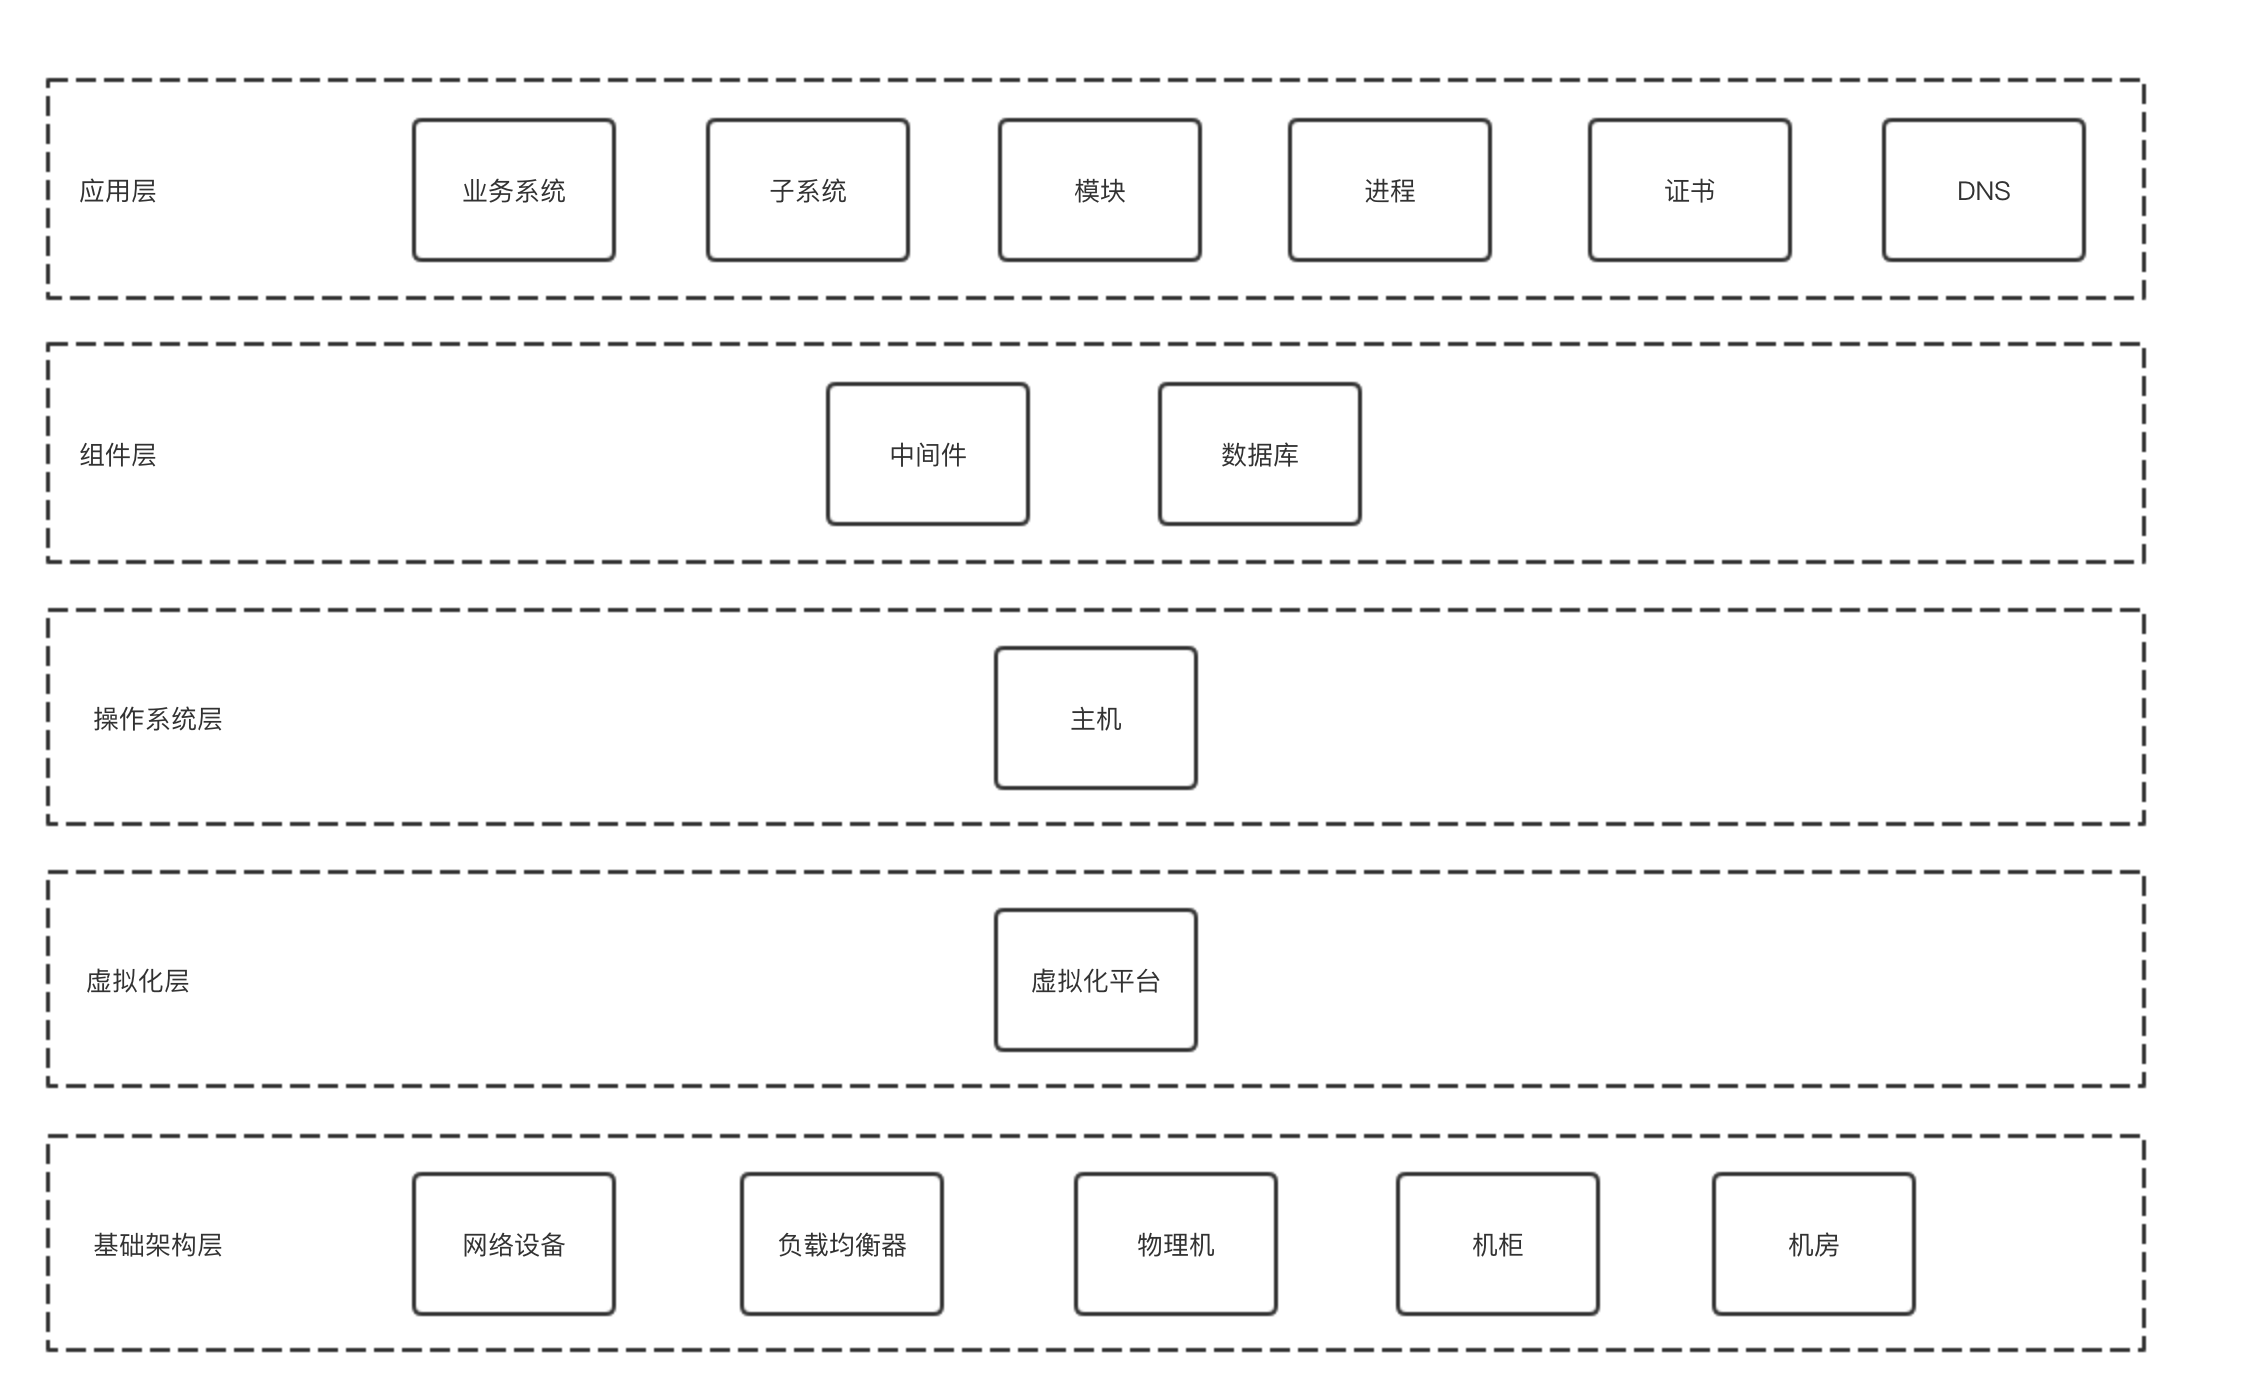 应用层
业务系统
子系统
模块
进程
证书
DNS
组件层
中间件
数据库
操作系统层
主机
虚拟化层
虚拟化平台
基础架构层
网络设备
负载均衡器
物理机
机柜
机房